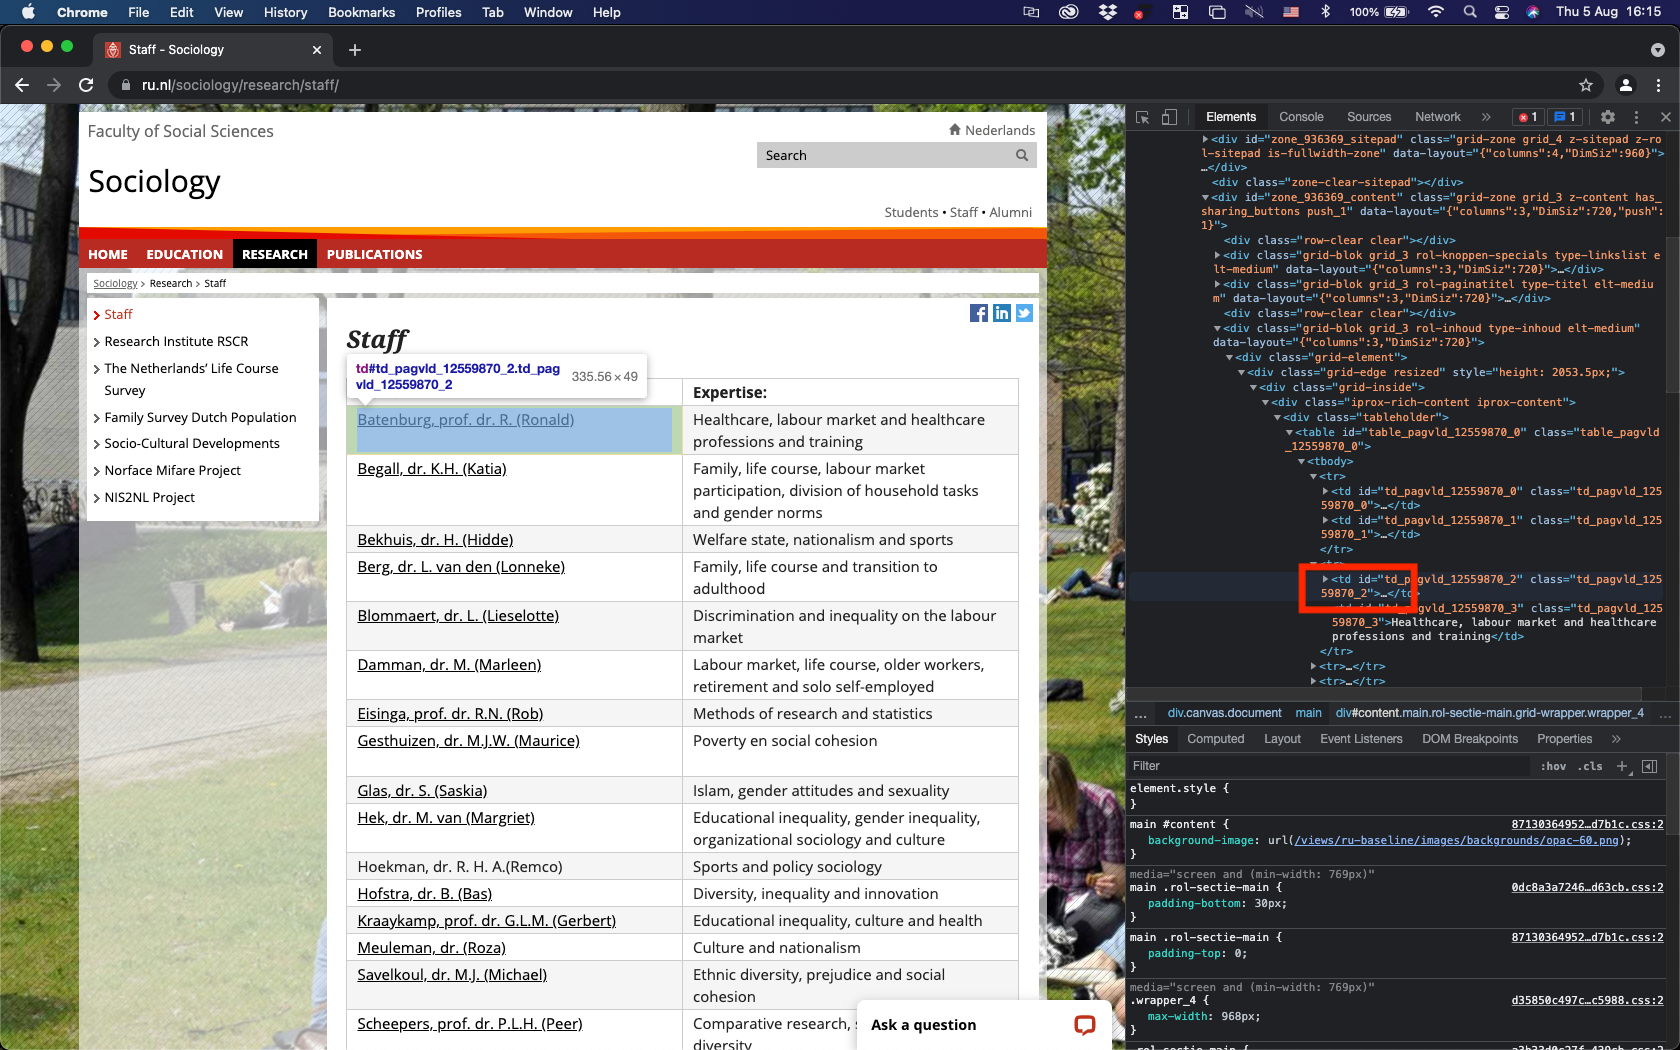 Chrome File Edit View History Bookmarks Profiles Tab Window Help
100% Thu 5 Aug 16:15
Staff - Sociology
ru.nl/sociology/research/staff/
Faculty of Social Sciences
Nederlands
Search
Sociology
Students • Staff • Alumni
HOME EDUCATION RESEARCH PUBLICATIONS
Sociology > Research > Staff
Staff
Research Institute RSCR
The Netherlands' Life Course
Survey
Family Survey Dutch Population
Socio-Cultural Developments
Norface Mifare Project
NIS2NL Project
Staff
td#td_pagvld_12559870_2.td_pag
vld_12559870_2
335.56 × 49
Expertise:
Batenburg, prof. dr. R. (Ronald)
Healthcare, labour market and healthcare
professions and training
Begall, dr. K.H. (Katia)
Family, life course, labour market
participation, division of household tasks
and gender norms
Bekhuis, dr. H. (Hidde)
Welfare state, nationalism and sports
Berg, dr. L. van den (Lonneke)
Family, life course and transition to
adulthood
Blommaert, dr. L. (Lieselotte)
Discrimination and inequality on the labour
market
Damman, dr. M. (Marleen)
Labour market, life course, older workers,
retirement and solo self-employed
Eisinga, prof. dr. R.N. (Rob)
Methods of research and statistics
Gesthuizen, dr. M.J.W. (Maurice)
Poverty en social cohesion
Glas, dr. S. (Saskia)
Islam, gender attitudes and sexuality
Hek, dr. M. van (Margriet)
Educational inequality, gender inequality,
organizational sociology and culture
Hoekman, dr. R. H. A.(Remco)
Sports and policy sociology
Hofstra, dr. B. (Bas)
Diversity, inequality and innovation
Kraaykamp, prof. dr. G.L.M. (Gerbert)
Educational inequality, culture and health
Meuleman, dr. (Roza)
Culture and nationalism
Savelkoul, dr. M.J. (Michael)
Ethnic diversity, prejudice and social
cohesion
Scheepers, prof. dr. P.L.H. (Peer)
Comparative research,
diversity
Ask a question
Elements Console Sources Network » 1 1
<div id="zone_936369_sitepad" class="grid-zone grid_4 z-sitepad z-ro
l-sitepad is-fullwidth-zone" data-layout="{"columns":4,"DimSiz":960}">
…</div>
<div class="zone-clear-sitepad"></div>
<div id="zone_936369_content" class="grid-zone grid_3 z-content has_
sharing_buttons push_1" data-layout="{"columns":3,"DimSiz":720,"push":
1}">
<div class="row-clear clear"></div>
<div class="grid-blok grid_3 rol-knoppen-specials type-linkslist e
lt-medium" data-layout="{"columns":3,"DimSiz":720}">…</div>
<div class="grid-blok grid_3 rol-paginatitel type-titel elt-mediu
m" data-layout="{"columns":3,"DimSiz":720}">…</div>
<div class="row-clear clear"></div>
<div class="grid-blok grid_3 rol-inhoud type-inhoud elt-medium"
data-layout="{"columns":3,"DimSiz":720}">
<div class="grid-element">
<div class="grid-edge resized" style="height: 2053.5px;">
<div class="grid-inside">
<div class="iprox-rich-content iprox-content">
<div class="tableholder">
<table id="table_pagvld_12559870_0" class="table_pagvld
_12559870_0">
<tbody>
<tr>
<td id="td_pagvld_12559870_0" class="td_pagvld_125
59870_0">…</td>
<td id="td_pagvld_12559870_1" class="td_pagvld_125
59870_1">…</td>
</tr>
<tr>
<td id="td_pagvld_12559870_2" class="td_pagvld_125
59870_2">…</td>
<td id="td_pagvld_12559870_3" class="td_pagvld_125
59870_3">Healthcare, labour market and healthcare
professions and training</td>
</tr>
<tr>…</tr>
<tr>…</tr>
… div.canvas.document main div#content.main.rol-sectie-main.grid-wrapper.wrapper_4 …
Styles Computed Layout Event Listeners DOM Breakpoints Properties »
Filter :hov .cls +
element.style {
}
main #content { 87130364952…d7b1c.css:2
background-image: url(/views/ru-baseline/images/backgrounds/opac-60.png);
}
media="screen and (min-width: 769px)"
main .rol-sectie-main { 0dc8a3a7246…d63cb.css:2
padding-bottom: 30px;
}
main .rol-sectie-main { 87130364952…d7b1c.css:2
padding-top: 0;
}
media="screen and (min-width: 769px)"
.wrapper_4 { d35850c497c…c5988.css:2
max-width: 968px;
}